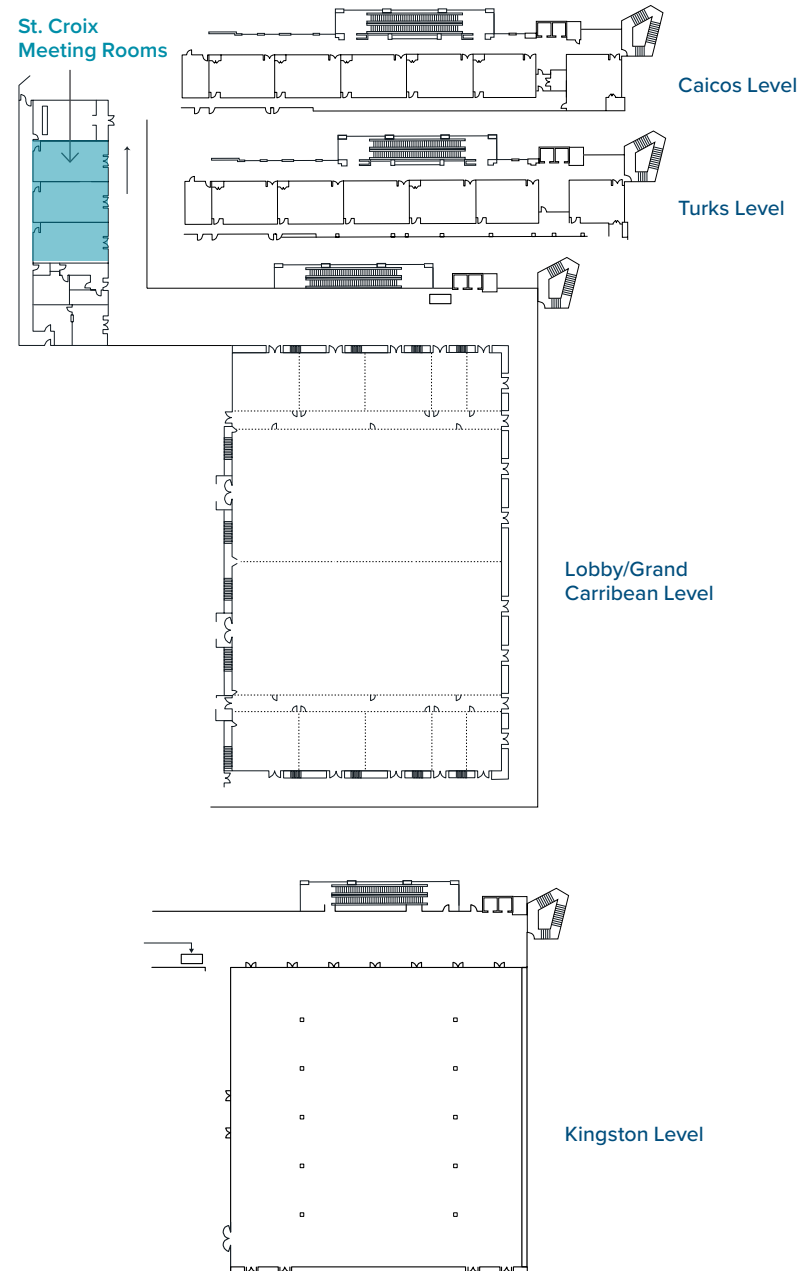 St. Croix
Meeting Rooms
Caicos Level
Turks Level
Lobby/Grand
Carribean Level
Kingston Level